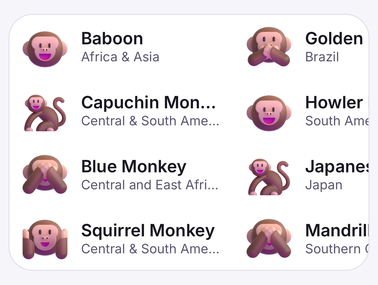 Baboon
Africa & Asia
Capuchin Mon...
Central & South Ame...
Blue Monkey
Central and East Afri...
Squirrel Monkey
Central & South Ame...
Golden
Brazil
Howler
South Ame
Japanes
Japan
Mandrill
Southern